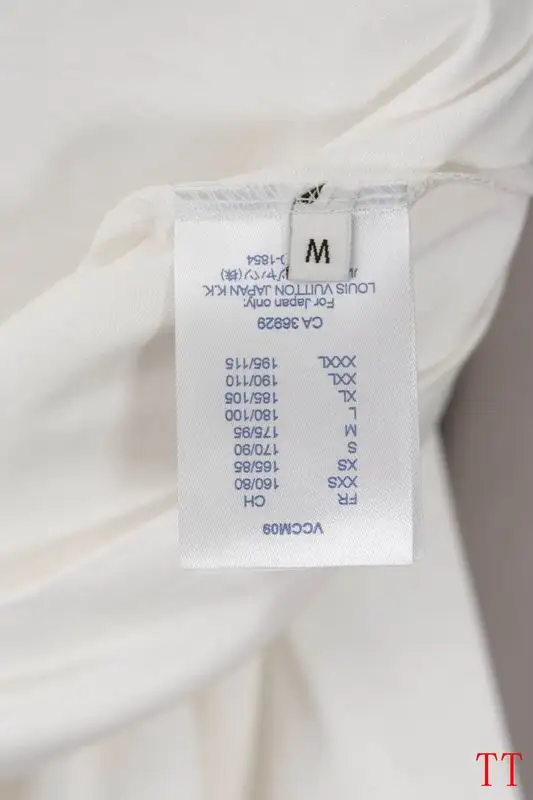 VCCM09
FR CH
XXS 160/80
XS 165/85
S 170/90
M 175/95
L 180/100
XL 185/105
XXL 190/110
XXXL 195/115
CA 36929
For Japan only:
LOUIS VUITTON JAPAN K.K.
(株)
-1854
M
TT